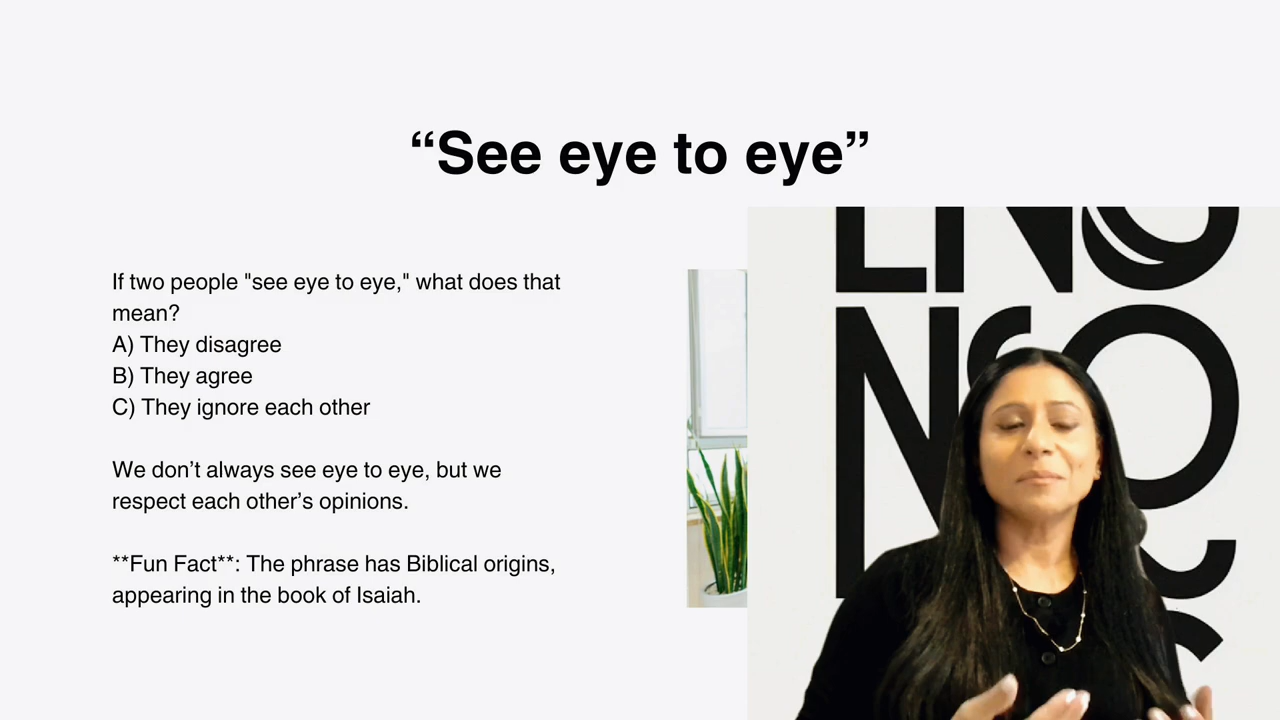 “See eye to eye”
If two people "see eye to eye," what does that
mean?
A) They disagree
B) They agree
C) They ignore each other
We don’t always see eye to eye, but we
respect each other’s opinions.
**Fun Fact**: The phrase has Biblical origins,
appearing in the book of Isaiah.